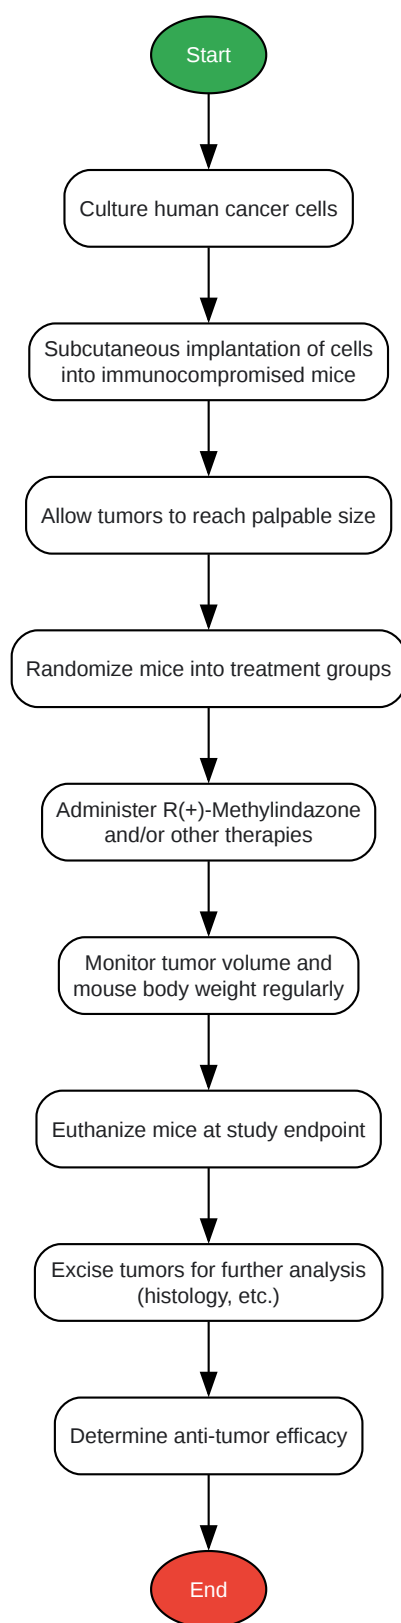 Start
Culture human cancer cells
Subcutaneous implantation of cells
into immunocompromised mice
Allow tumors to reach palpable size
Randomize mice into treatment groups
Administer R(+)-Methylindazone
and/or other therapies
Monitor tumor volume and
mouse body weight regularly
Euthanize mice at study endpoint
Excise tumors for further analysis
(histology, etc.)
Determine anti-tumor efficacy
End